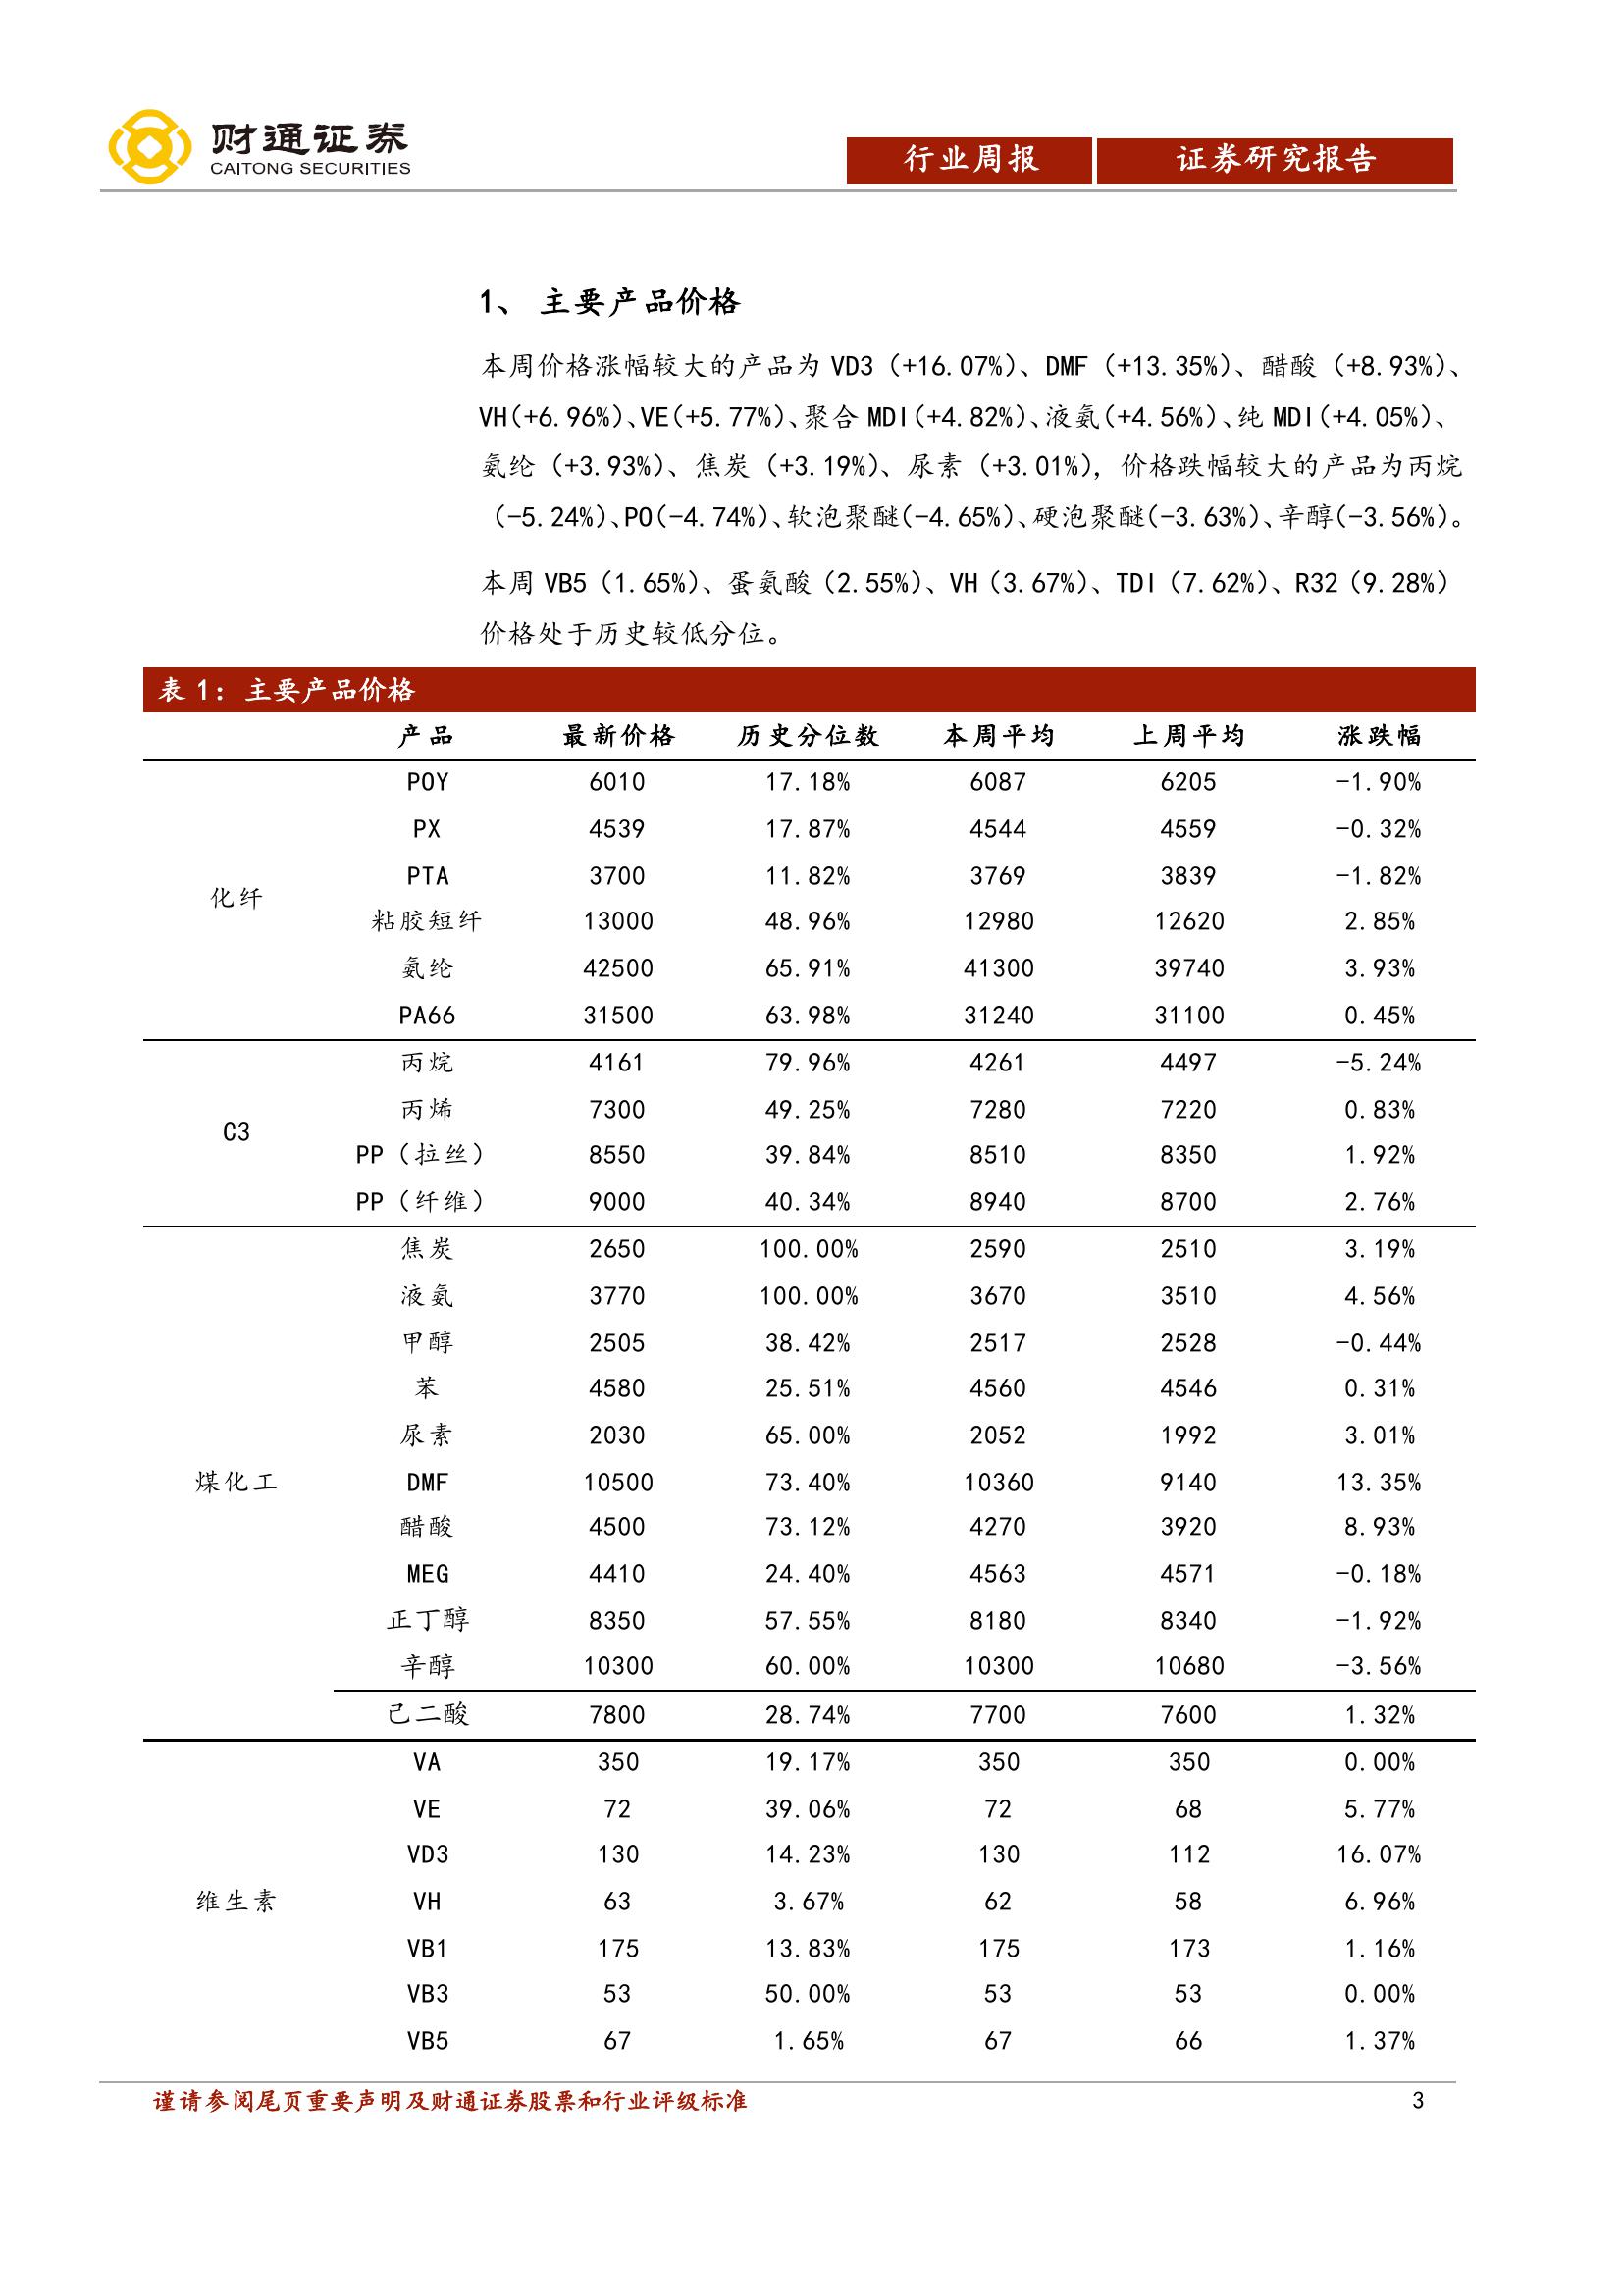 财通证券
CAITONG SECURITIES
行业周报 证券研究报告
1、 主要产品价格
本周价格涨幅较大的产品为 VD3（+16.07%）、DMF（+13.35%）、醋酸（+8.93%）、
VH（+6.96%）、VE（+5.77%）、聚合 MDI（+4.82%）、液氨（+4.56%）、纯 MDI（+4.05%）、
氨纶（+3.93%）、焦炭（+3.19%）、尿素（+3.01%），价格跌幅较大的产品为丙烷
（-5.24%）、PO（-4.74%）、软泡聚醚（-4.65%）、硬泡聚醚（-3.63%）、辛醇（-3.56%）。
本周 VB5（1.65%）、蛋氨酸（2.55%）、VH（3.67%）、TDI（7.62%）、R32（9.28%）
价格处于历史较低分位。
表 1：主要产品价格
产品 最新价格 历史分位数 本周平均 上周平均 涨跌幅
化纤
POY 6010 17.18% 6087 6205 -1.90%
PX 4539 17.87% 4544 4559 -0.32%
PTA 3700 11.82% 3769 3839 -1.82%
粘胶短纤 13000 48.96% 12980 12620 2.85%
氨纶 42500 65.91% 41300 39740 3.93%
PA66 31500 63.98% 31240 31100 0.45%
C3
丙烷 4161 79.96% 4261 4497 -5.24%
丙烯 7300 49.25% 7280 7220 0.83%
PP（拉丝） 8550 39.84% 8510 8350 1.92%
PP（纤维） 9000 40.34% 8940 8700 2.76%
煤化工
焦炭 2650 100.00% 2590 2510 3.19%
液氨 3770 100.00% 3670 3510 4.56%
甲醇 2505 38.42% 2517 2528 -0.44%
苯 4580 25.51% 4560 4546 0.31%
尿素 2030 65.00% 2052 1992 3.01%
DMF 10500 73.40% 10360 9140 13.35%
醋酸 4500 73.12% 4270 3920 8.93%
MEG 4410 24.40% 4563 4571 -0.18%
正丁醇 8350 57.55% 8180 8340 -1.92%
辛醇 10300 60.00% 10300 10680 -3.56%
己二酸 7800 28.74% 7700 7600 1.32%
维生素
VA 350 19.17% 350 350 0.00%
VE 72 39.06% 72 68 5.77%
VD3 130 14.23% 130 112 16.07%
VH 63 3.67% 62 58 6.96%
VB1 175 13.83% 175 173 1.16%
VB3 53 50.00% 53 53 0.00%
VB5 67 1.65% 67 66 1.37%
谨请参阅尾页重要声明及财通证券股票和行业评级标准 3